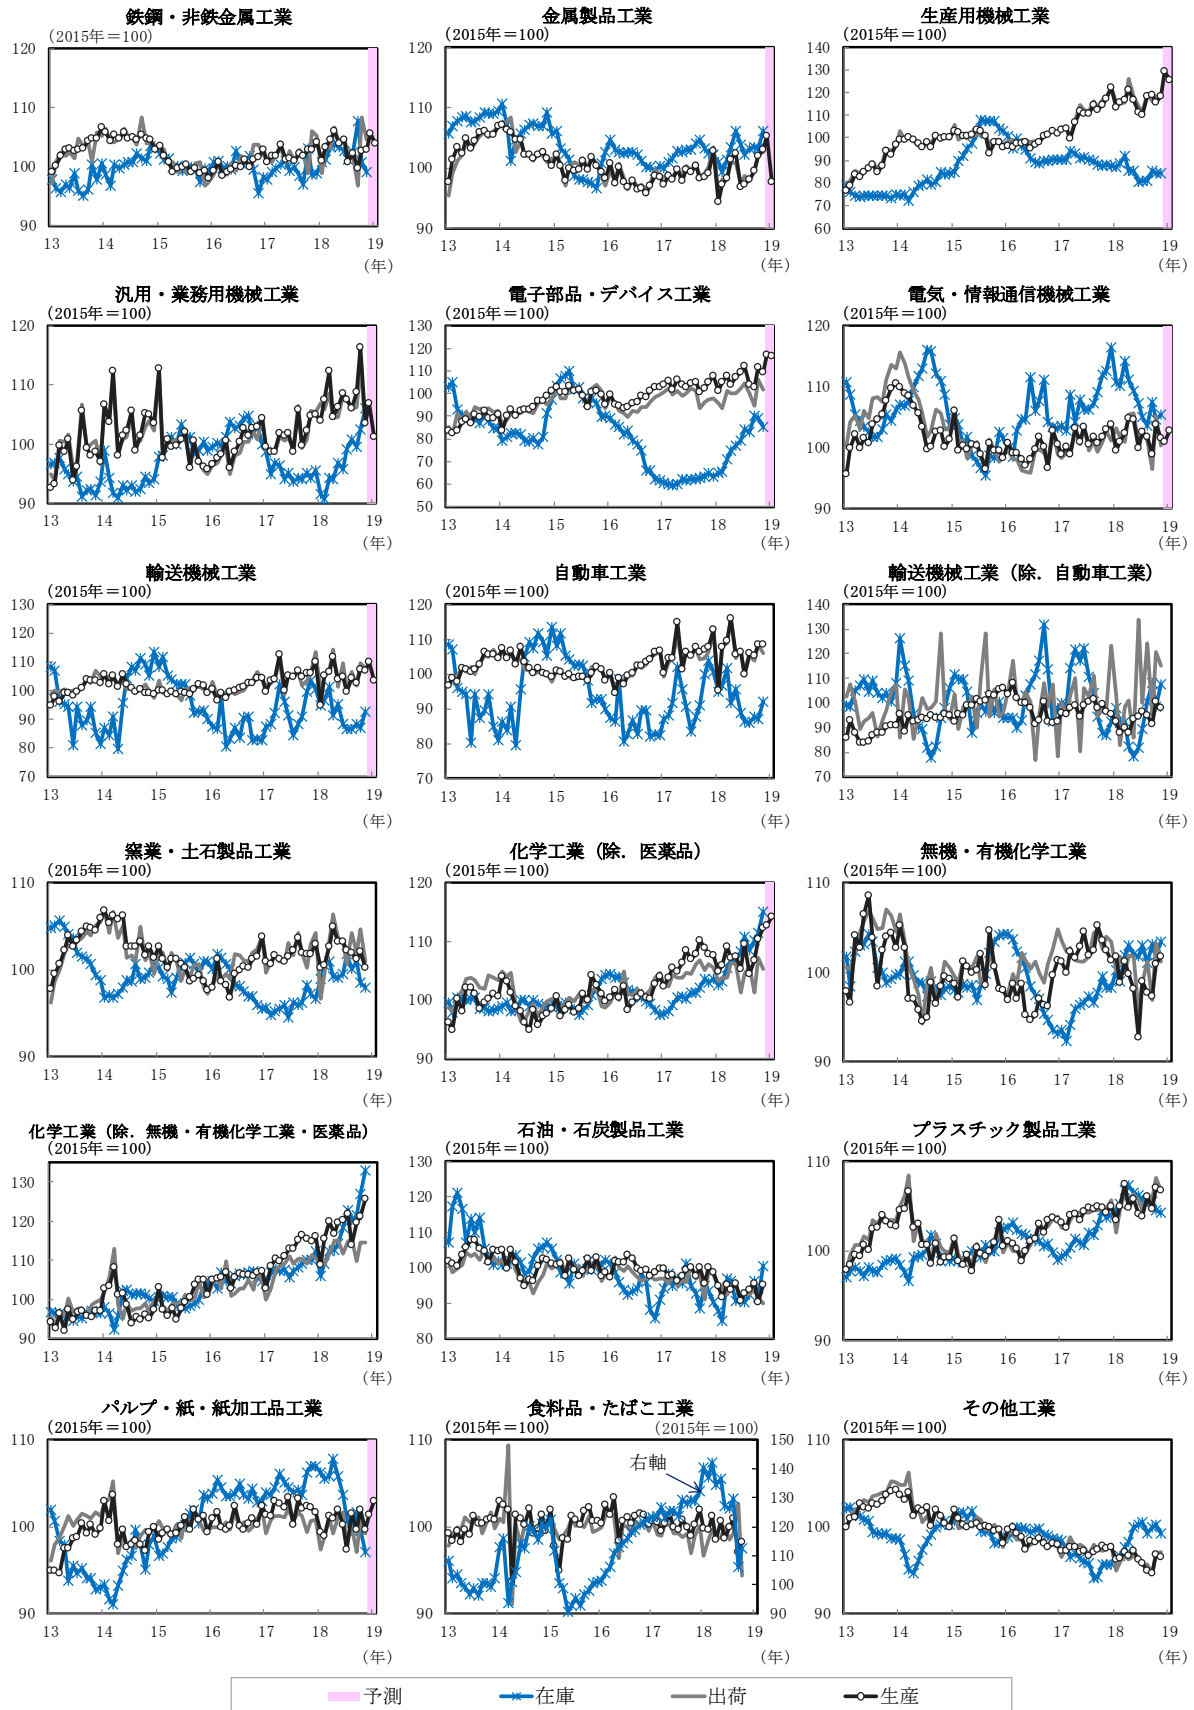 鉄鋼・非鉄金属工業
(2015年＝100)
120
110
100
90
13 14 15 16 17 18 19
(年)
金属製品工業
(2015年＝100)
120
110
100
90
13 14 15 16 17 18 19
(年)
生産用機械工業
(2015年＝100)
140
130
120
110
100
90
80
70
60
13 14 15 16 17 18 19
(年)
汎用・業務用機械工業
(2015年＝100)
120
110
100
90
13 14 15 16 17 18 19
(年)
電子部品・デバイス工業
(2015年＝100)
130
120
110
100
90
80
70
60
50
13 14 15 16 17 18 19
(年)
電気・情報通信機械工業
(2015年＝100)
120
110
100
90
13 14 15 16 17 18 19
(年)
輸送機械工業
(2015年＝100)
130
120
110
100
90
80
70
13 14 15 16 17 18 19
(年)
自動車工業
(2015年＝100)
120
110
100
90
80
70
13 14 15 16 17 18 19
(年)
輸送機械工業（除．自動車工業）
(2015年＝100)
140
130
120
110
100
90
80
70
13 14 15 16 17 18 19
(年)
窯業・土石製品工業
(2015年＝100)
110
100
90
13 14 15 16 17 18 19
(年)
化学工業（除．医薬品）
(2015年＝100)
120
110
100
90
13 14 15 16 17 18 19
(年)
無機・有機化学工業
(2015年＝100)
110
100
90
13 14 15 16 17 18 19
(年)
化学工業（除．無機・有機化学工業・医薬品）
(2015年＝100)
130
120
110
100
90
13 14 15 16 17 18 19
(年)
石油・石炭製品工業
(2015年＝100)
130
120
110
100
90
80
13 14 15 16 17 18 19
(年)
プラスチック製品工業
(2015年＝100)
110
100
90
13 14 15 16 17 18 19
(年)
パルプ・紙・紙加工品工業
(2015年＝100)
110
100
90
13 14 15 16 17 18 19
(年)
食料品・たばこ工業
(2015年＝100) (2015年＝100)
110
100
90
右軸
150
140
130
120
110
100
90
13 14 15 16 17 18 19
(年)
その他工業
(2015年＝100)
110
100
90
13 14 15 16 17 18 19
(年)
予測 在庫 出荷 生産